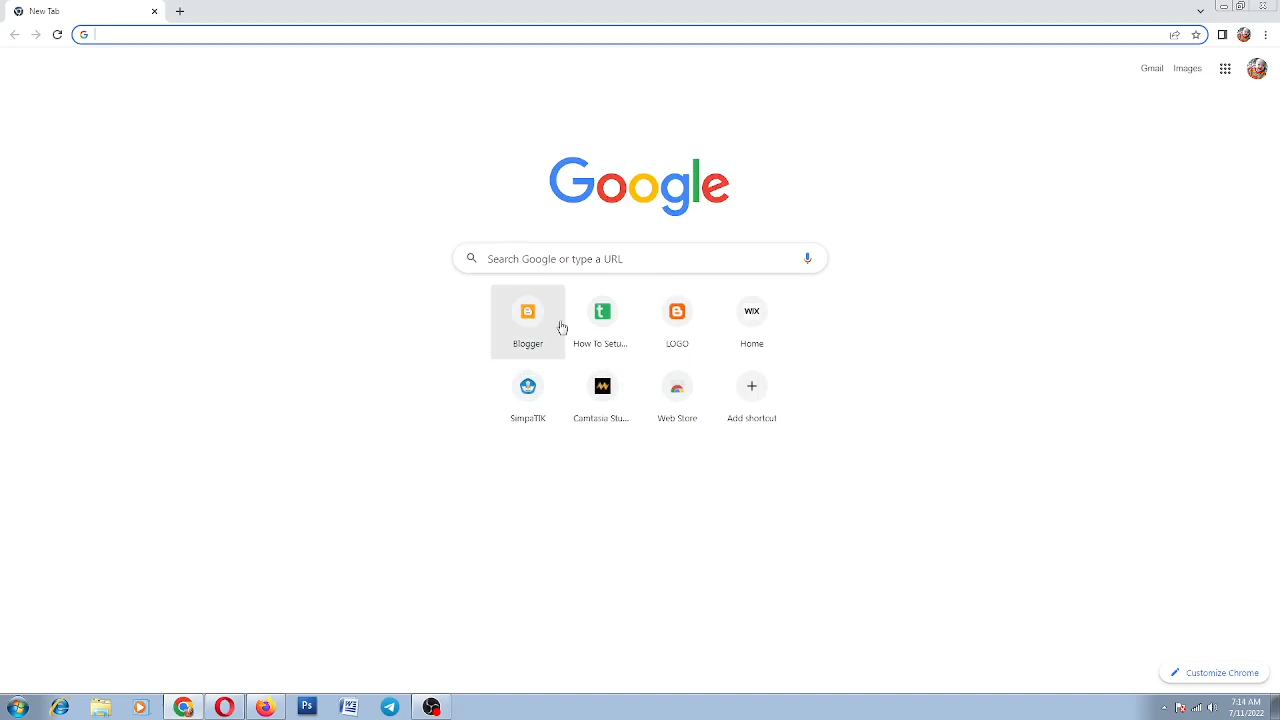 New Tab
Gmail Images
Google
Search Google or type a URL
Blogger
How To Setu...
LOGO
WIX
Home
SimpaTIK
Camtasia Stu...
Web Store
Add shortcut
Customize Chrome
Ps
7:14 AM
7/11/2022